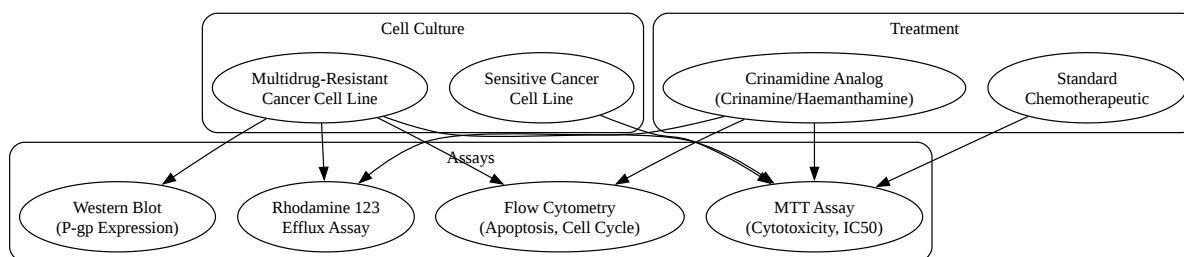 Cell Culture
Treatment
Multidrug-Resistant
Cancer Cell Line
Sensitive Cancer
Cell Line
Crinamidine Analog
(Crinamine/Haemanthamine)
Standard
Chemotherapeutic
Assays
Western Blot
(P-gp Expression)
Rhodamine 123
Efflux Assay
Flow Cytometry
(Apoptosis, Cell Cycle)
MTT Assay
(Cytotoxicity, IC50)